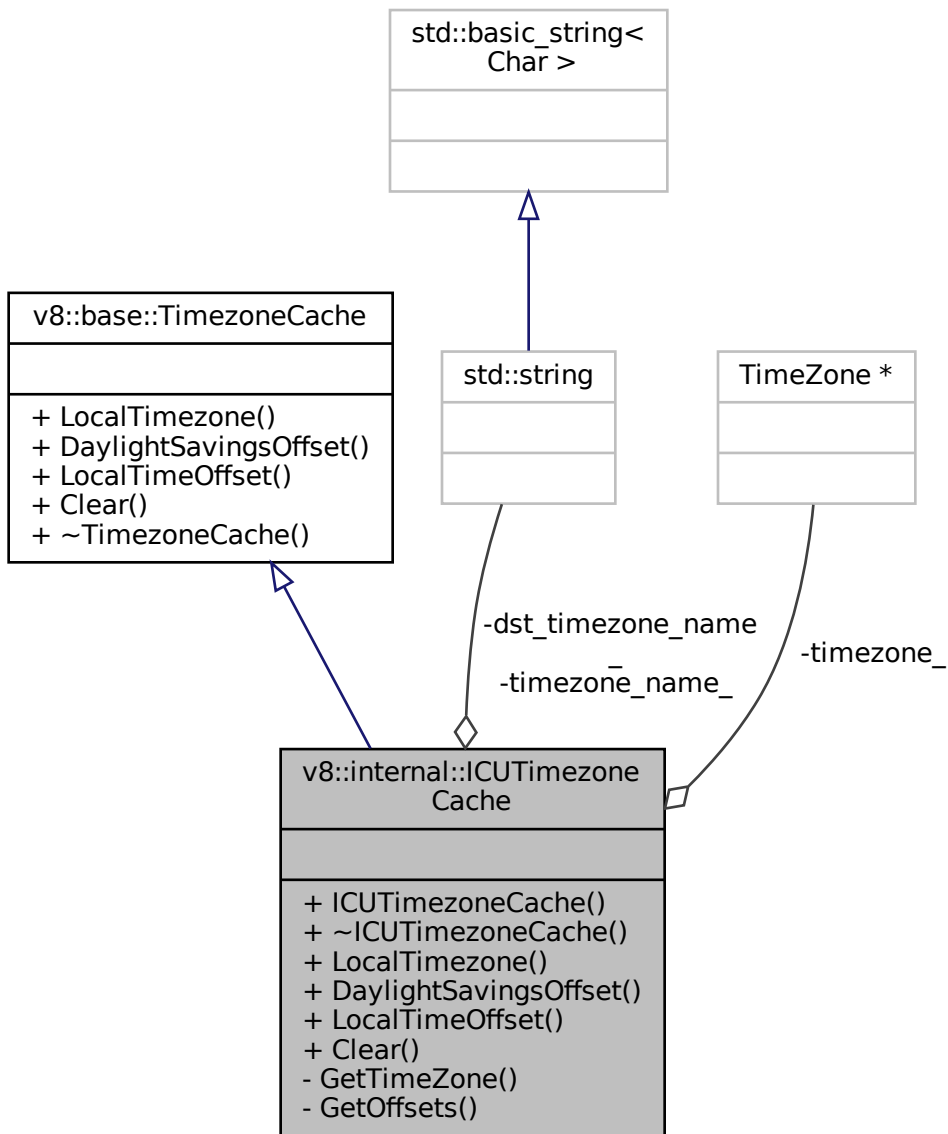 std::basic_string<
Char >
v8::base::TimezoneCache
+ LocalTimezone()
+ DaylightSavingsOffset()
+ LocalTimeOffset()
+ Clear()
+ ~TimezoneCache()
std::string
TimeZone *
-dst_timezone_name
_
-timezone_name_
-timezone_
v8::internal::ICUTimezone
Cache
+ ICUTimezoneCache()
+ ~ICUTimezoneCache()
+ LocalTimezone()
+ DaylightSavingsOffset()
+ LocalTimeOffset()
+ Clear()
- GetTimeZone()
- GetOffsets()